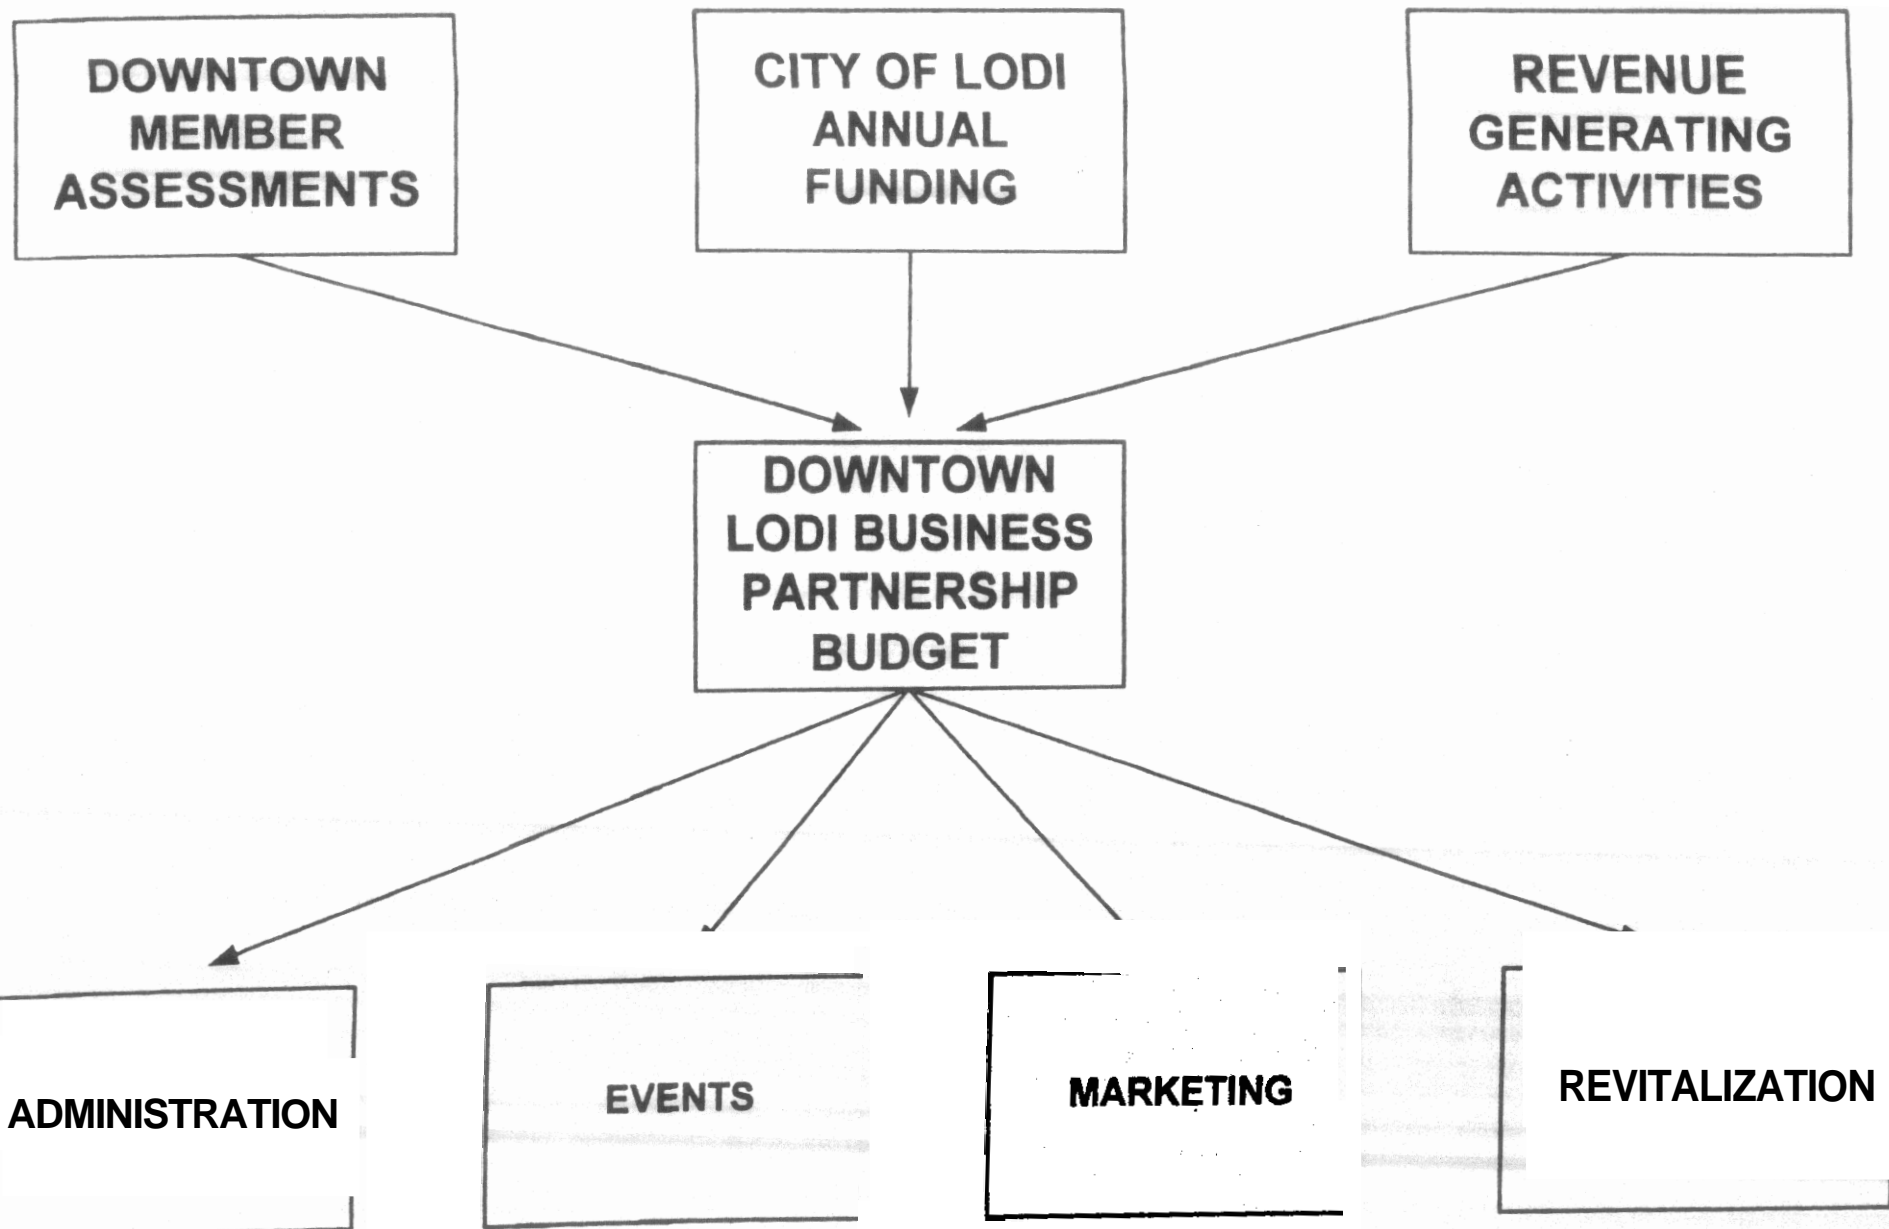 DOWNTOWN
MEMBER
ASSESSMENTS
CITY OF LODI
ANNUAL
FUNDING
REVENUE
GENERATING
ACTIVITIES
DOWNTOWN
LODI BUSINESS
PARTNERSHIP
BUDGET
ADMINISTRATION
EVENTS
MARKETING
REVITALIZATION